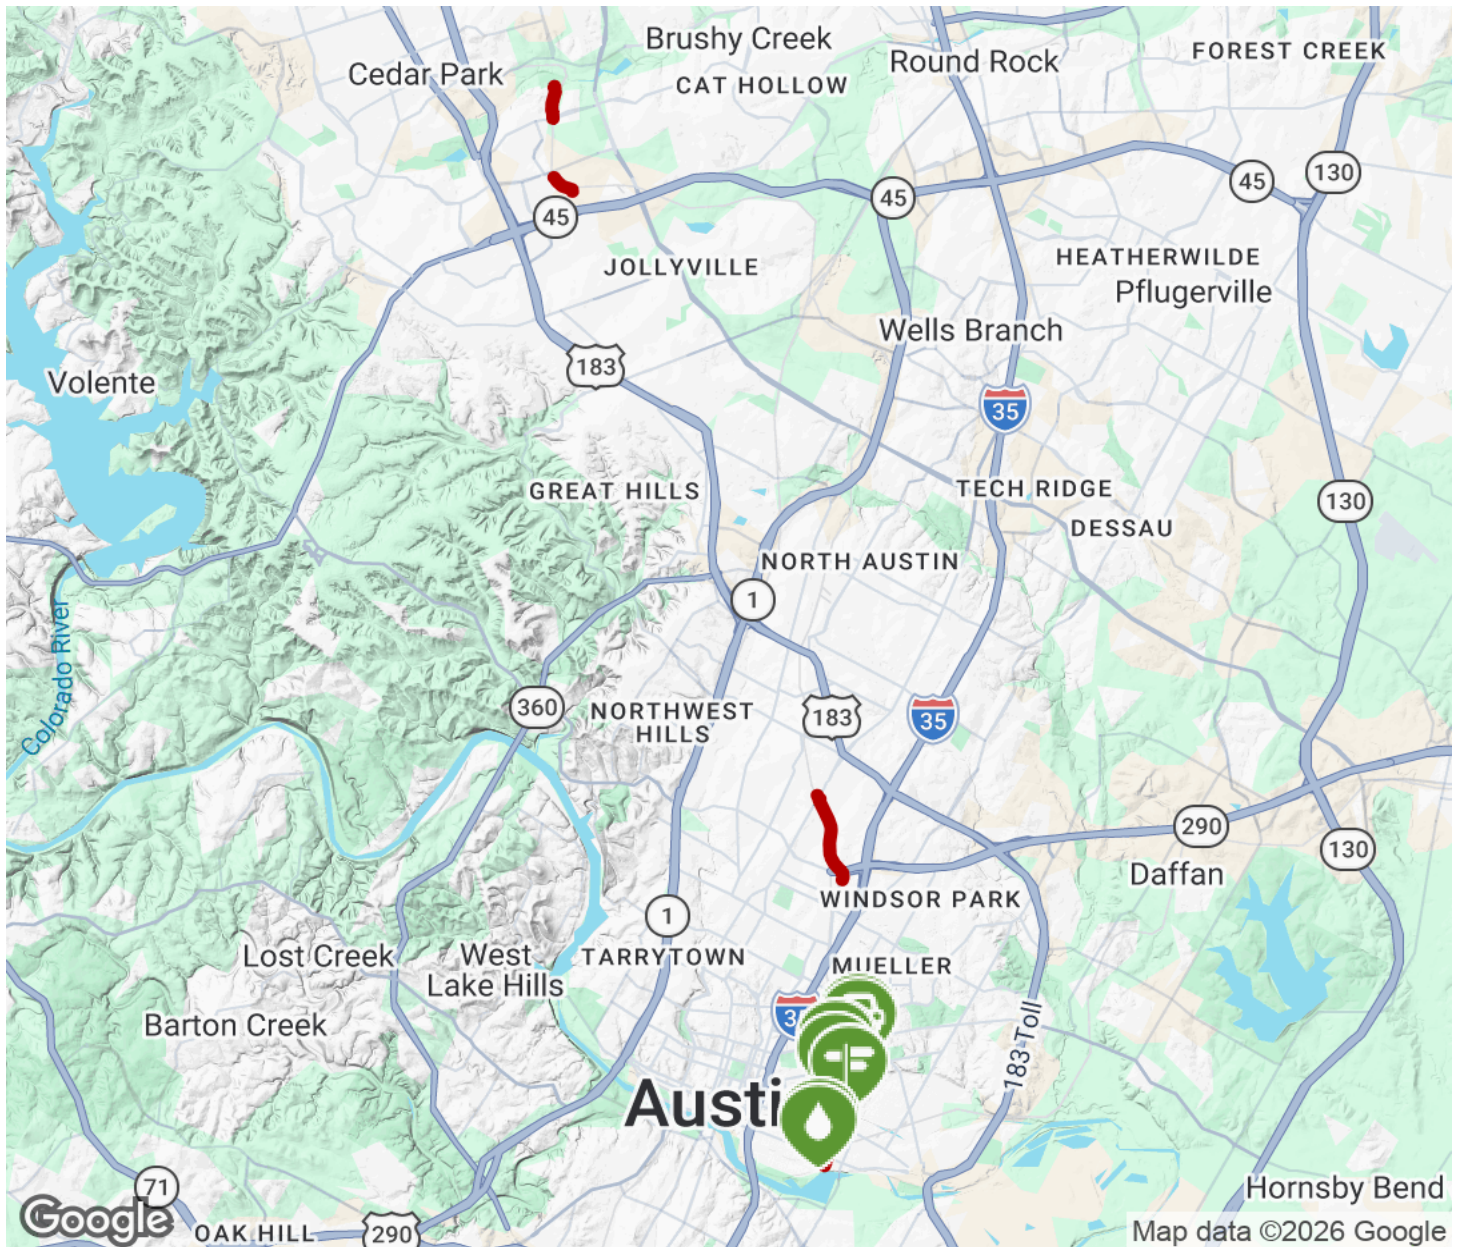 Brushy Creek
Round Rock
FOREST CREEK
Cedar Park
CAT HOLLOW
130
45
45
45
HEATHERWILDE
JOLLYVILLE
Pflugerville
Wells Branch
183
Volente
35
GREAT HILLS
TECH RIDGE
130
DESSAU
NORTH AUSTIN
1
Colorado River
360
NORTHWEST
HILLS
183
35
290
130
Daffan
WINDSOR PARK
1
Lost Creek
West
Lake Hills
TARRYTOWN
MUELLER
Barton Creek
183 Toll
Austi
71
Hornsby Bend
Google
OAK HILL
290
Map data ©2026 Google